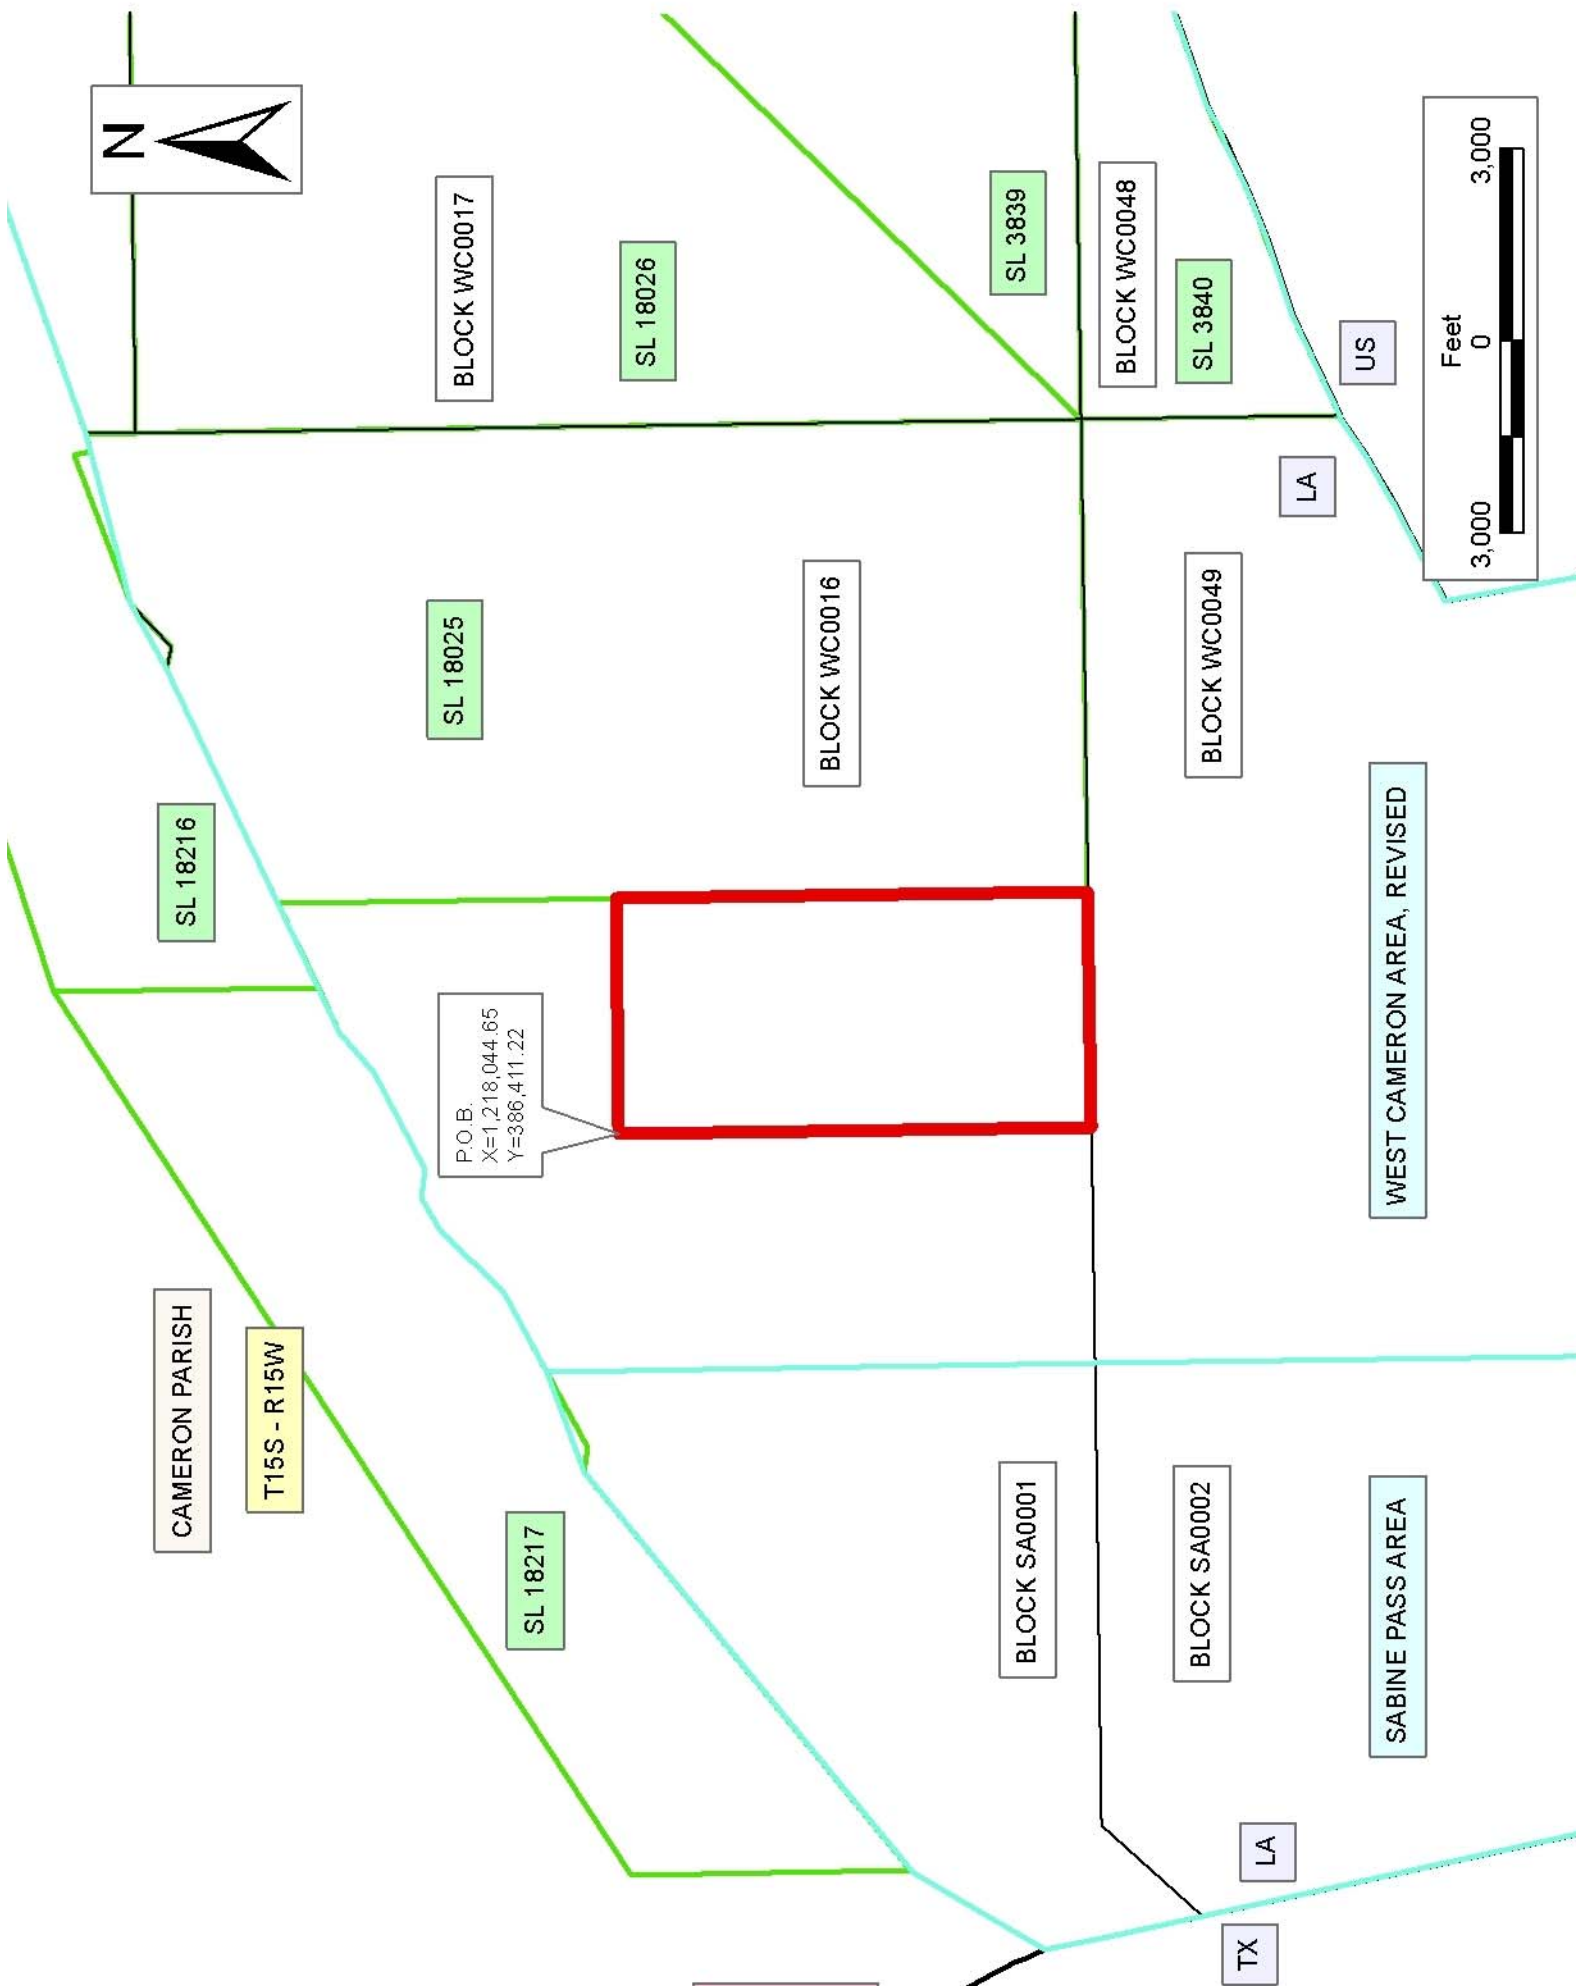 CAMERON PARISH
T15S - R15W
SL 18216
N
SL 18217
P.O.B.
X=1,218,044.65
Y=386,411.22
SL 18025
BLOCK WC0017
SL 18026
BLOCK WC0016
SL 3839
BLOCK SA0001
BLOCK WC0048
BLOCK SA0002
BLOCK WC0049
SL 3840
TX
LA
LA
US
SABINE PASS AREA
WEST CAMERON AREA, REVISED
Feet
3,000 0 3,000